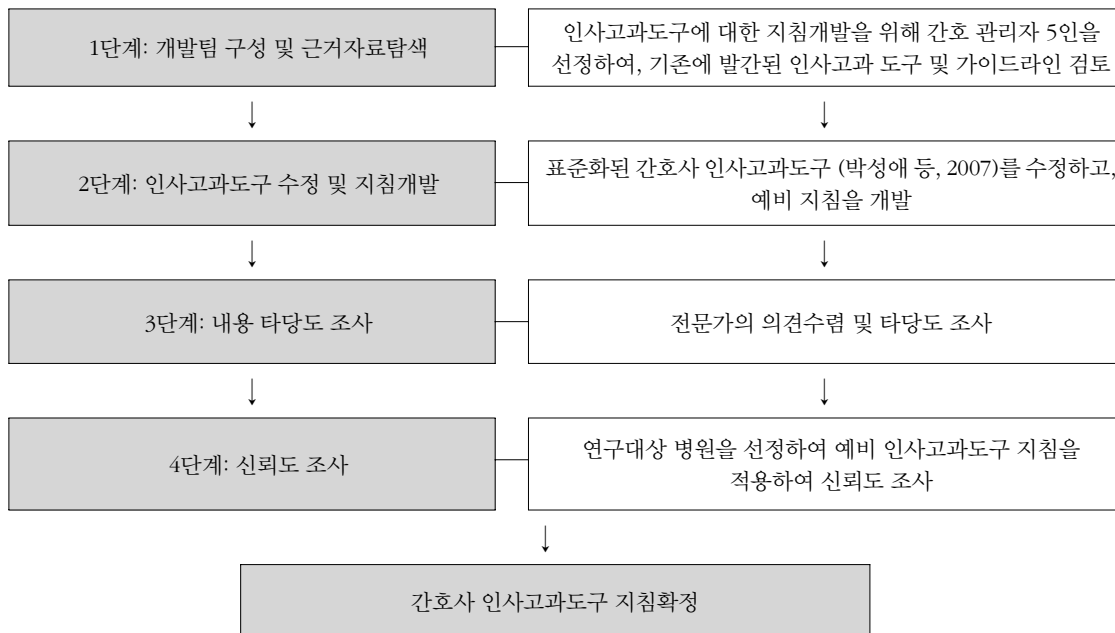 1단계: 개발팀 구성 및 근거자료탐색
인사고과도구에 대한 지침개발을 위해 간호 관리자 5인을
선정하여, 기존에 발간된 인사고과 도구 및 가이드라인 검토
↓ ↓
2단계: 인사고과도구 수정 및 지침개발
표준화된 간호사 인사고과도구 (박성애 등, 2007)를 수정하고,
예비 지침을 개발
↓ ↓
3단계: 내용 타당도 조사
전문가의 의견수렴 및 타당도 조사
↓ ↓
4단계: 신뢰도 조사
연구대상 병원을 선정하여 예비 인사고과도구 지침을
적용하여 신뢰도 조사
↓
간호사 인사고과도구 지침확정